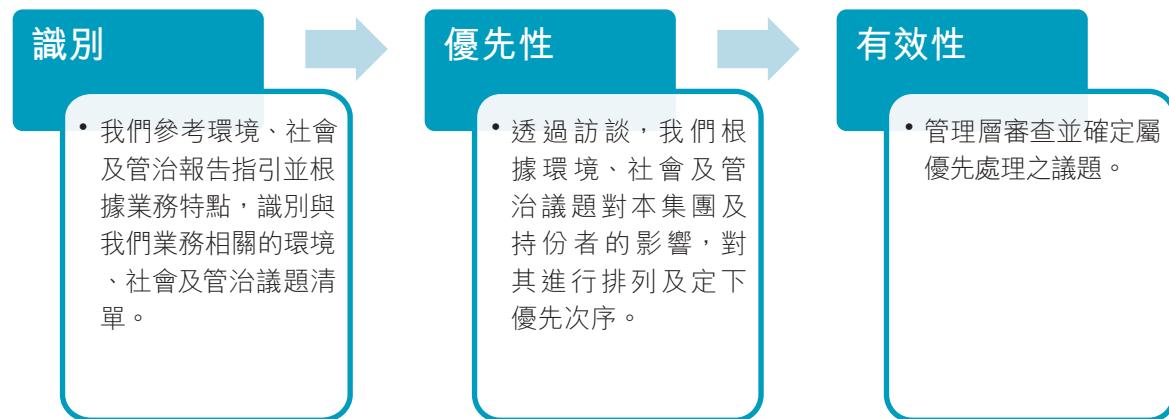 識別
• 我們參考環境、社會
及管治報告指引並根
據業務特點，識別與
我們業務相關的環境
、社會及管治議題清
單。
優先性
• 透過訪談，我們根
據環境、社會及管
治議題對本集團及
持份者的影響，對
其進行排列及定下
優先次序。
有效性
• 管理層審查並確定屬
優先處理之議題。